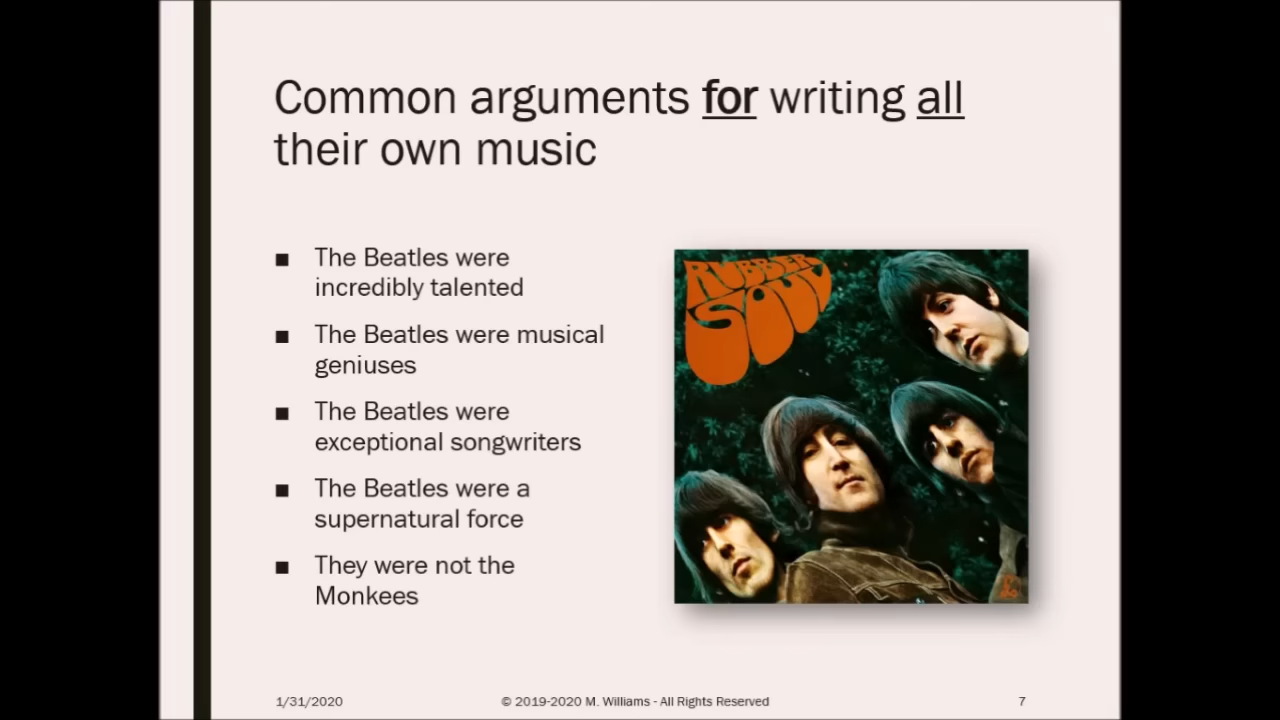 Common arguments for writing all
their own music
■ The Beatles were
incredibly talented
■ The Beatles were musical
geniuses
■ The Beatles were
exceptional songwriters
■ The Beatles were a
supernatural force
■ They were not the
Monkees
RUBBER
SOUL
1/31/2020
© 2019-2020 M. Williams - All Rights Reserved
7